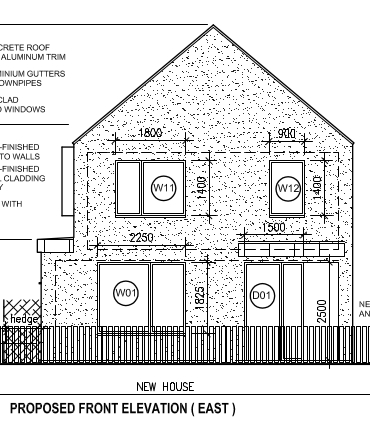 CRETE ROOF
ALUMINUM TRIM
MINIUM GUTTERS
OWNPIPES
CLAD
WINDOWS
-FINISHED
TO WALLS
-FINISHED
CLADDING
WITH
1800
900
W11
1400
W12
1400
2250
1500
W01
1825
D01
2500
hedge
NE
AN
NEW HOUSE
PROPOSED FRONT ELEVATION ( EAST )